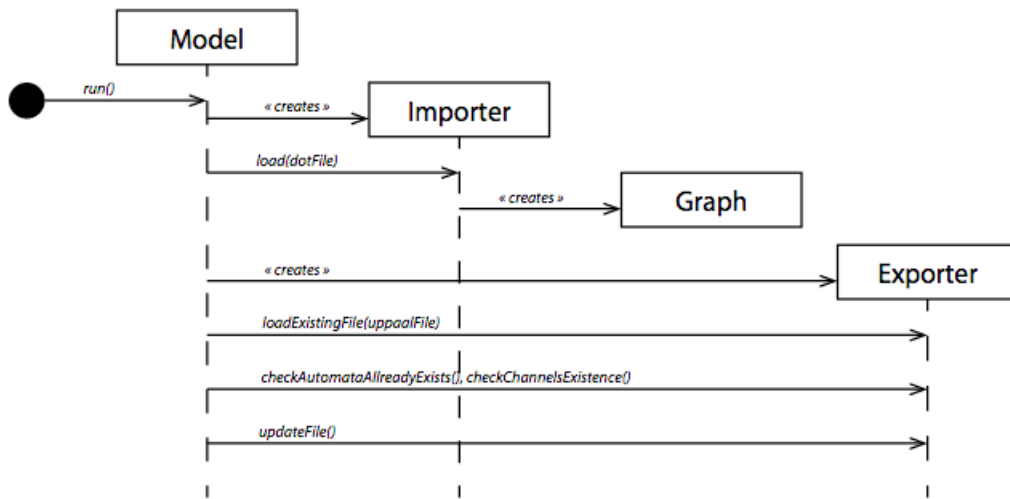 Model
run()
« creates »
Importer
load(dotFile)
« creates »
Graph
« creates »
Exporter
loadExistingFile(uppaalFile)
checkAutomataAllreadyExists(), checkChannelsExistence()
updateFile()